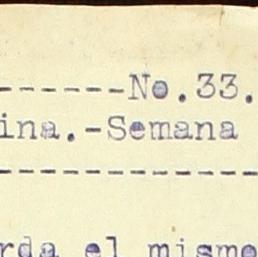 ------No.33.
ina.-Semana
------------
rda el mismo